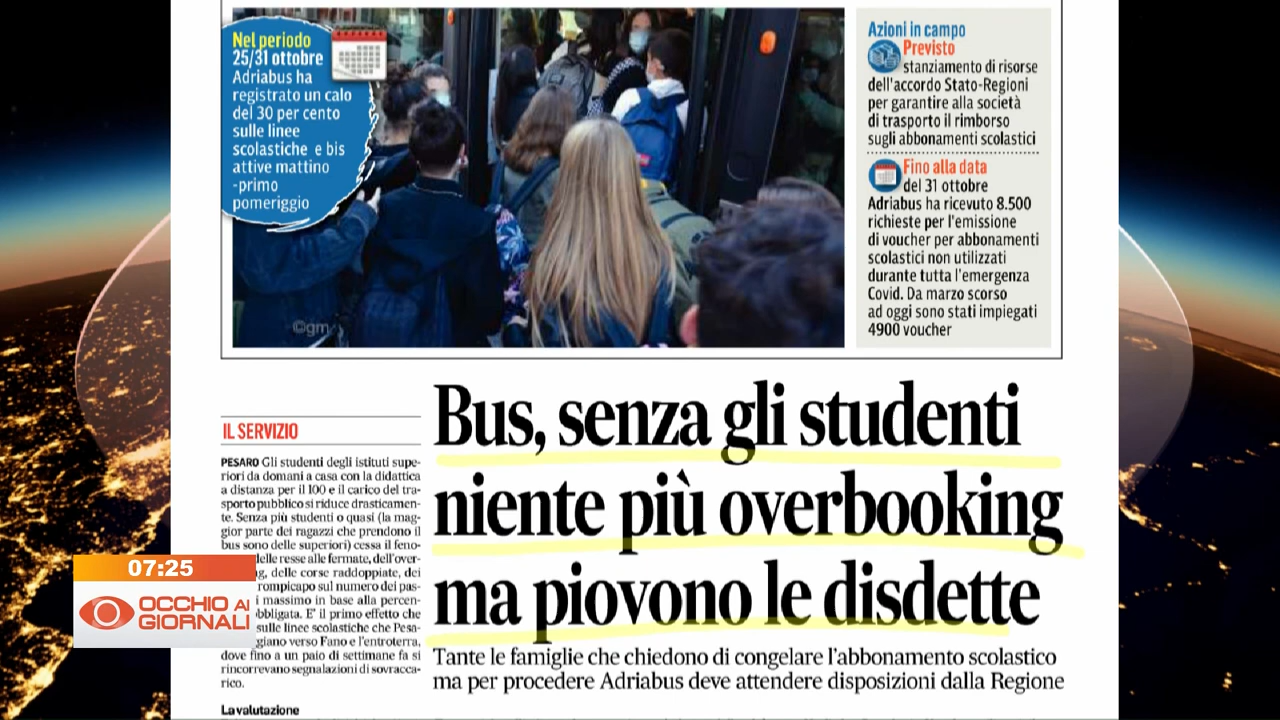 Nel periodo
25/31 ottobre
Adriabus ha
registrato un calo
del 30 per cento
sulle linee
scolastiche e bis
attive mattino
-primo
pomeriggio
©gm
Azioni in campo
Previsto
stanziamento di risorse
dell'accordo Stato-Regioni
per garantire alla società
di trasporto il rimborso
sugli abbonamenti scolastici
Fino alla data
del 31 ottobre
Adriabus ha ricevuto 8.500
richieste per l'emissione
di voucher per abbonamenti
scolastici non utilizzati
durante tutta l'emergenza
Covid. Da marzo scorso
ad oggi sono stati impiegati
4900 voucher
Bus, senza gli studenti
niente più overbooking
ma piovono le disdette
Tante le famiglie che chiedono di congelare l'abbonamento scolastico
ma per procedere Adriabus deve attendere disposizioni dalla Regione
IL SERVIZIO
PESARO Gli studenti degli istituti supe-
riori da domani a casa con la didattica
a distanza per il 100 e il carico del tra-
sporto pubblico si riduce drasticamen-
te. Senza più studenti o quasi (la mag-
gior parte dei ragazzi che prendono il
bus sono delle superiori) cessa il feno-
delle resse alle fermate, dell'over-
delle corse raddoppiate, dei
rompicapo sul numero dei pas-
i massimo in base alla percen-
obbligata. E' il primo effetto che
sulle linee scolastiche che Pesa-
giano verso Fano e l'entroterra,
dove fino a un paio di settimane fa si
rincorrevano segnalazioni di sovracca-
rico.
La valutazione
07:25
OCCHIO AI
GIORNALI